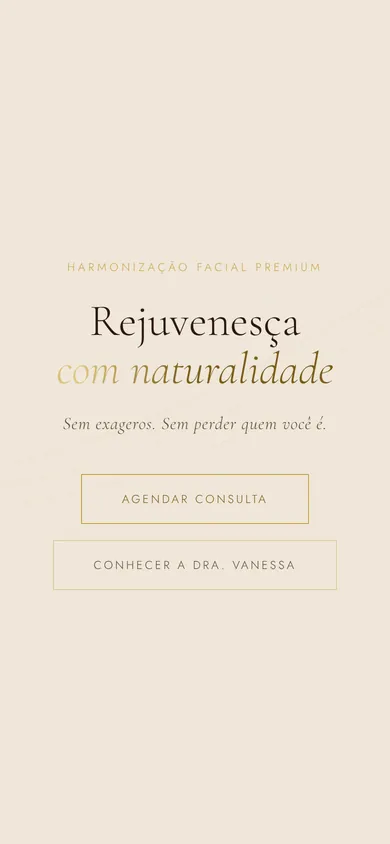 HARMONIZAÇÃO FACIAL PREMIUM
Rejuvenesça
com naturalidade
Sem exageros. Sem perder quem você é.
AGENDAR CONSULTA
CONHECER A DRA. VANESSA